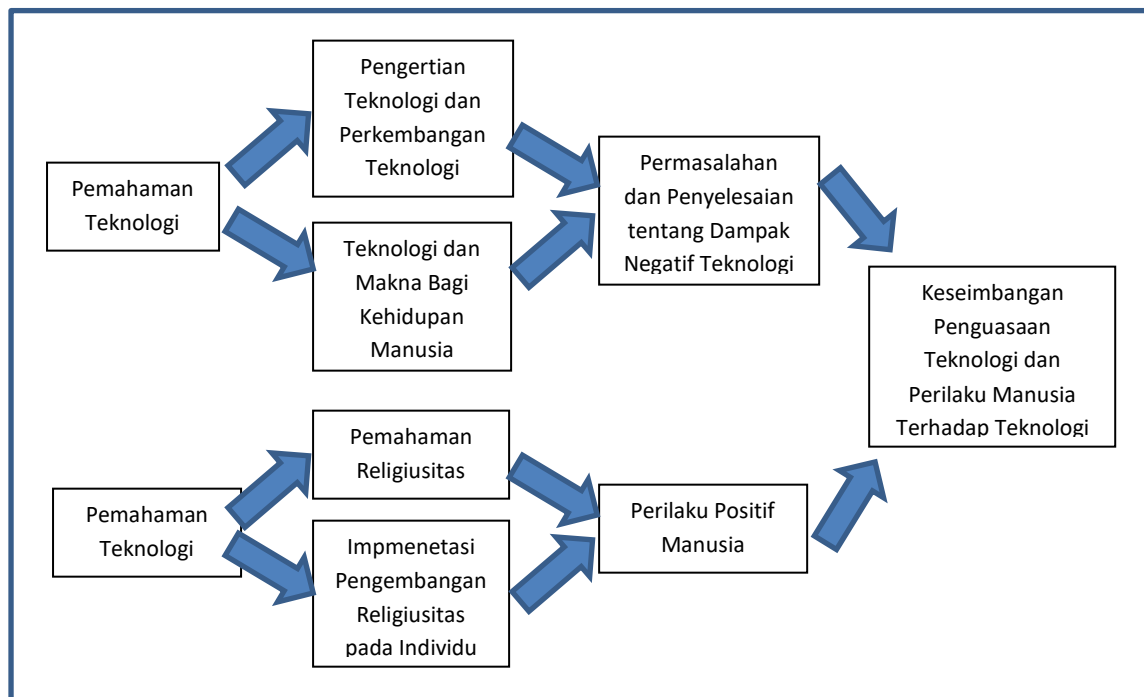 Pemahaman
Teknologi
Pengertian
Teknologi dan
Perkembangan
Teknologi
Teknologi dan
Makna Bagi
Kehidupan
Manusia
Permasalahan
dan Penyelesaian
tentang Dampak
Negatif Teknologi
Pemahaman
Teknologi
Pemahaman
Religiusitas
Impmenetasi
Pengembangan
Religiusitas
pada Individu
Perilaku Positif
Manusia
Keseimbangan
Penguasaan
Teknologi dan
Perilaku Manusia
Terhadap Teknologi